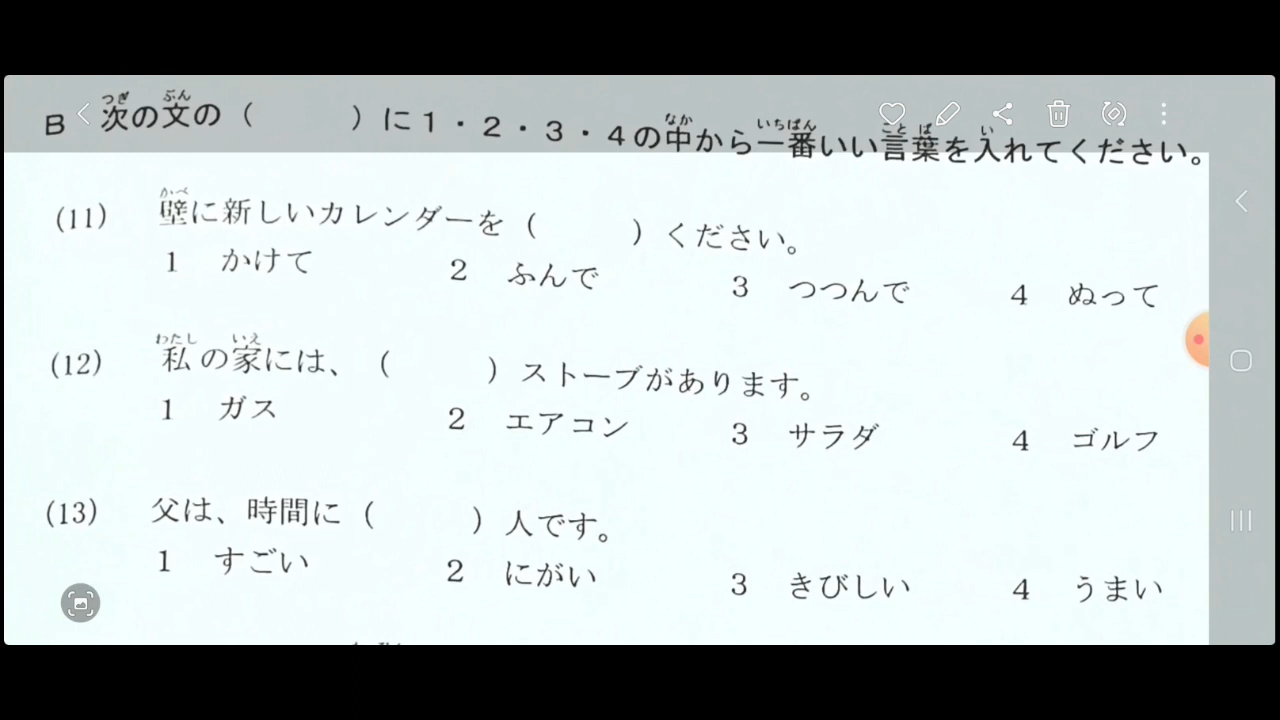 B 次の文の（　　　）に１・２・３・４の中から一番いい言葉を入れてください。
(11) 壁に新しいカレンダーを（　　　）ください。
1 かけて 2 ふんで 3 つつんで 4 ぬって
(12) 私の家には、（　　　）ストーブがあります。
1 ガス 2 エアコン 3 サラダ 4 ゴルフ
(13) 父は、時間に（　　　）人です。
1 すごい 2 にがい 3 きびしい 4 うまい